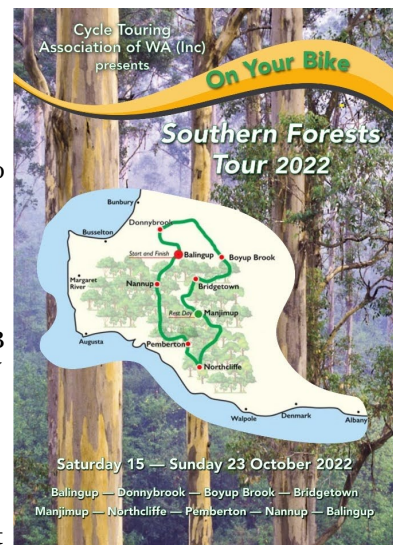 Cycle Touring
Association of WA (Inc)
presents
On Your Bike
Southern Forests
Tour 2022
Bunbury
Donnybrook
Busselton
Start and Finish
Balingup
Boyup Brook
Margaret
River
Nannup
Bridgetown
Rest Day
Manjimup
Augusta
Pemberton
Northcliffe
Walpole
Denmark
Albany
Saturday 15 — Sunday 23 October 2022
Balingup — Donnybrook — Boyup Brook — Bridgetown
Manjimup — Northcliffe — Pemberton — Nannup — Balingup